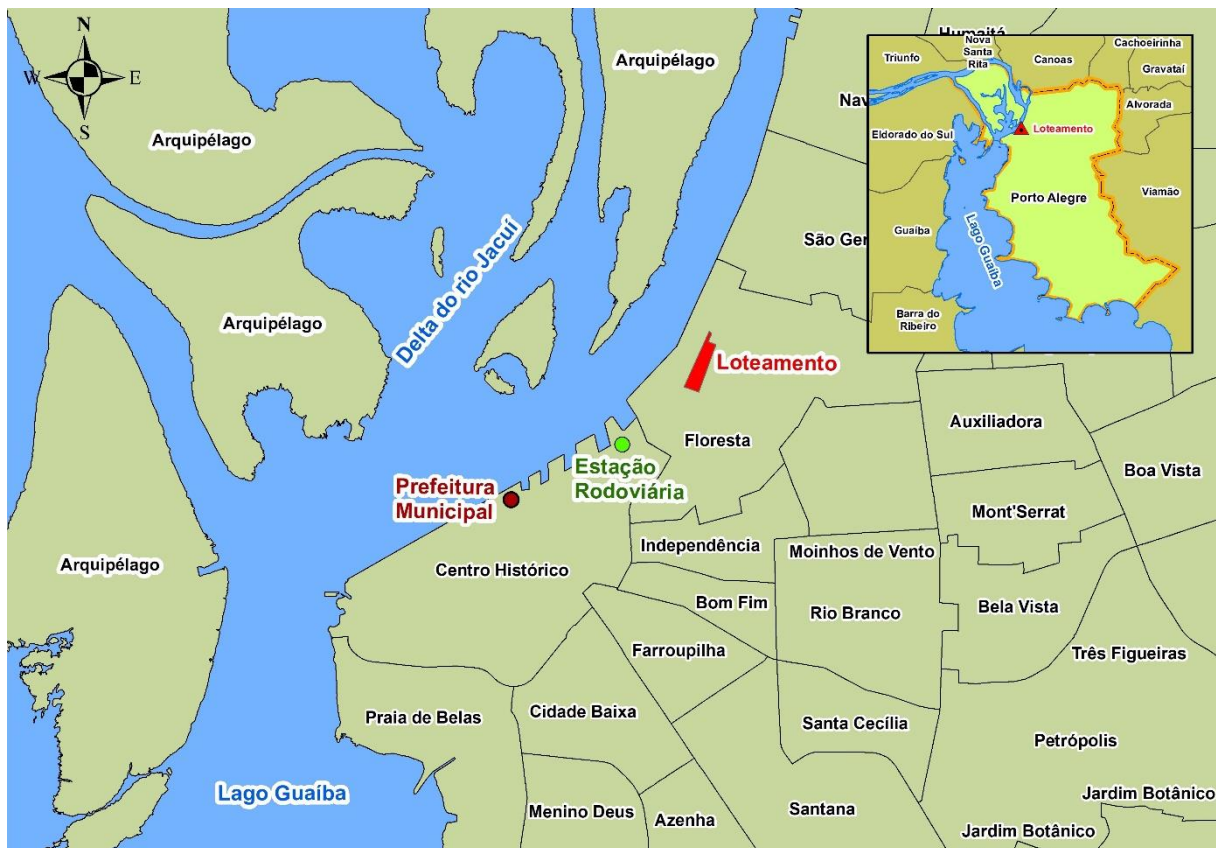 N
W
E
S
Arquipélago
Arquipélago
Arquipélago
Arquipélago
Delta do rio Jacuí
Humaitá
Nav
São Ger
Loteamento
Floresta
Estação
Rodoviária
Prefeitura
Municipal
Centro Histórico
Independência
Moinhos de Vento
Auxiliadora
Boa Vista
Mont'Serrat
Bom Fim
Rio Branco
Bela Vista
Três Figueiras
Farroupilha
Praia de Belas
Cidade Baixa
Santa Cecília
Petrópolis
Lago Guaíba
Menino Deus
Azenha
Santana
Jardim Botânico
Jardim Botânico
Triunfo
Nova
Santa
Rita
Canoas
Cachoeirinha
Gravataí
Alvorada
Eldorado do Sul
Loteamento
Porto Alegre
Viamão
Guaíba
Lago Guaíba
Barra do
Ribeiro